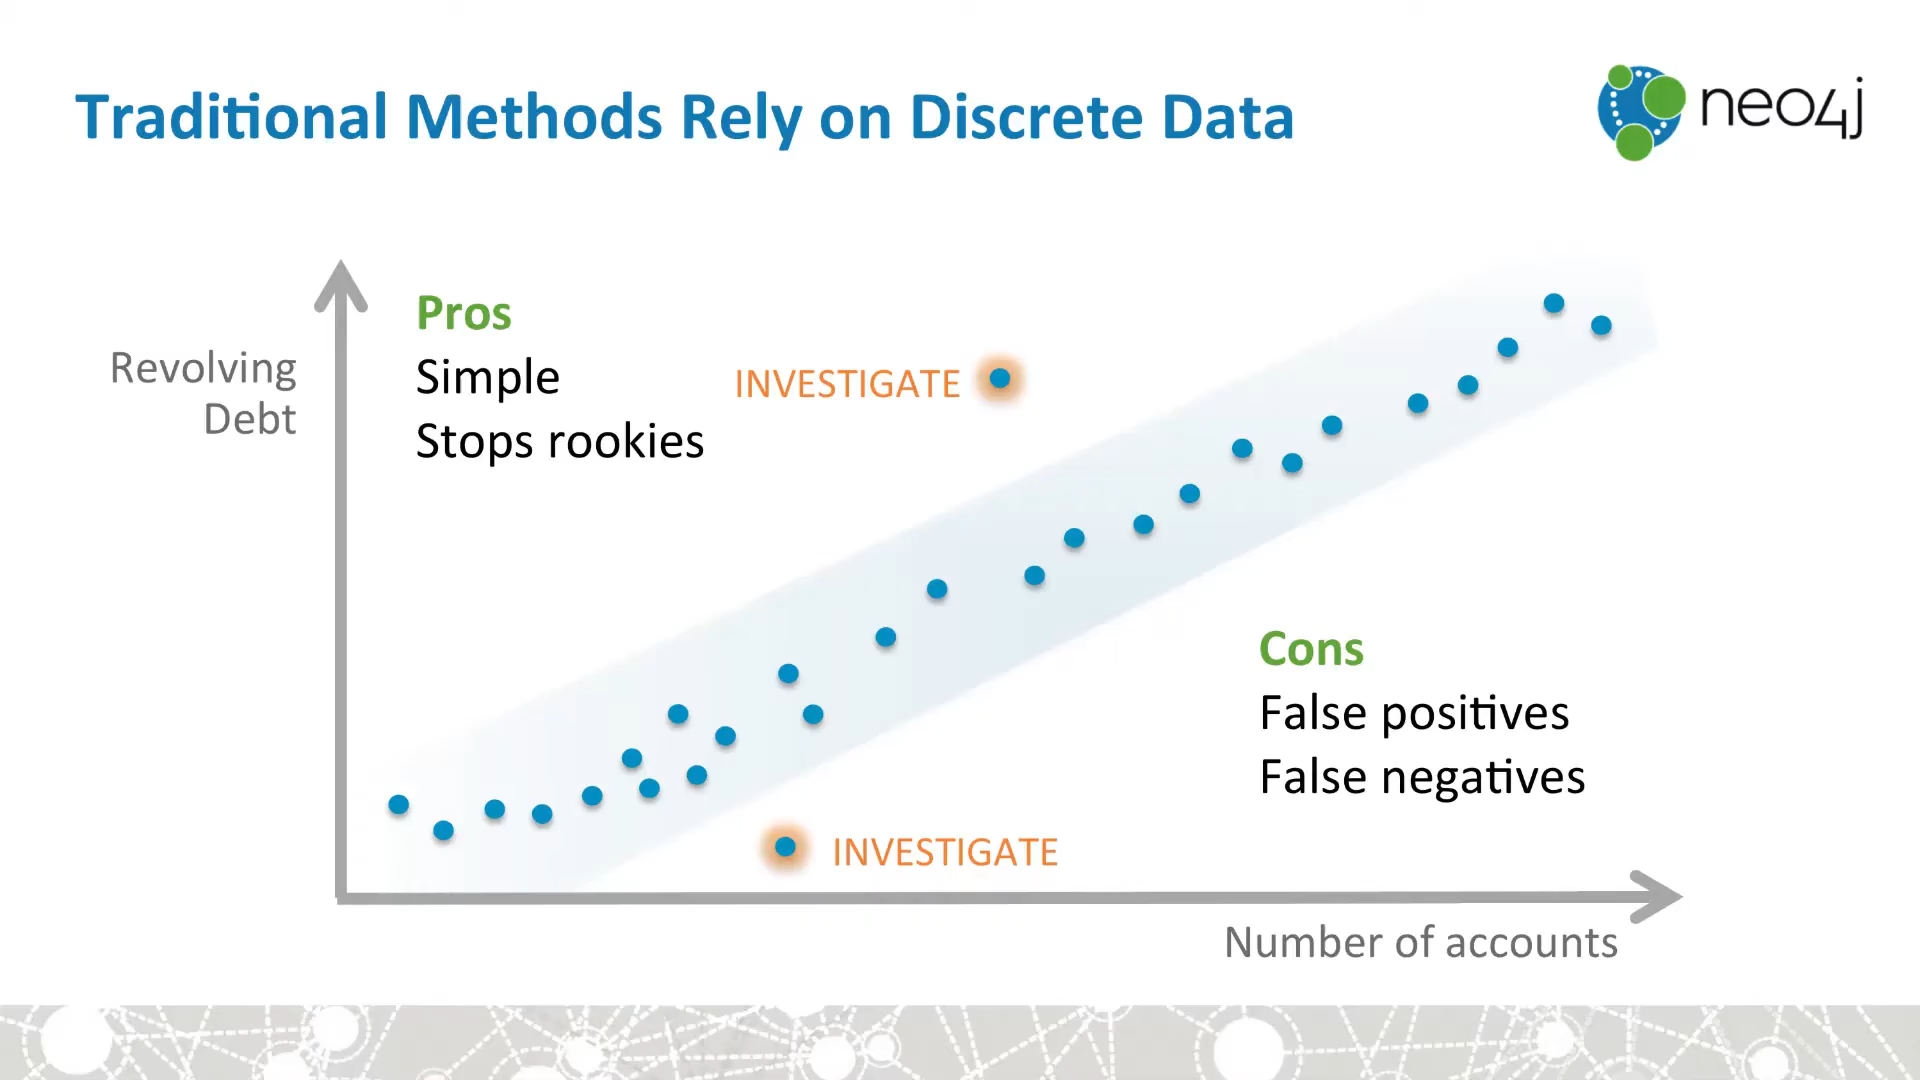 Traditional Methods Rely on Discrete Data
neo4j
Revolving
Debt
Pros
Simple
Stops rookies
INVESTIGATE
Cons
False positives
False negatives
INVESTIGATE
Number of accounts